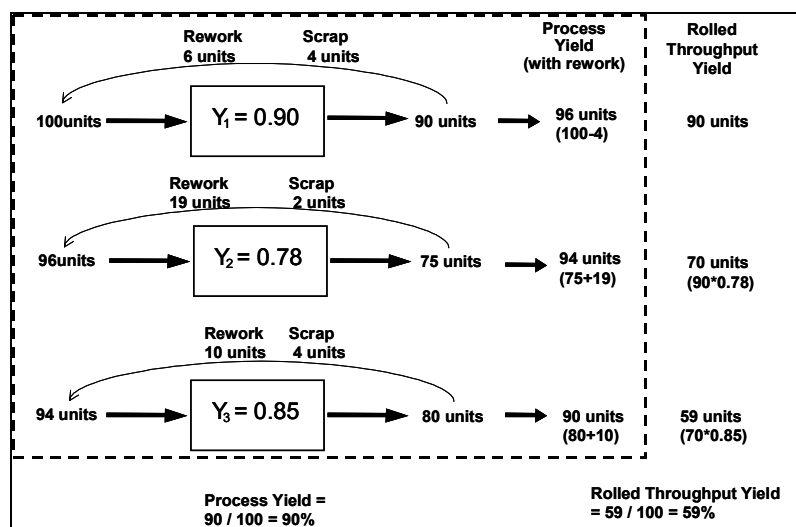 Rework
6 units
Scrap
4 units
Process
Yield
(with rework)
Rolled
Throughput
Yield
100units
Y1 = 0.90
90 units
96 units
(100-4)
90 units
Rework
19 units
Scrap
2 units
96units
Y2 = 0.78
75 units
94 units
(75+19)
70 units
(90*0.78)
Rework
10 units
Scrap
4 units
94 units
Y3 = 0.85
80 units
90 units
(80+10)
59 units
(70*0.85)
Process Yield =
90 / 100 = 90%
Rolled Throughput Yield
= 59 / 100 = 59%